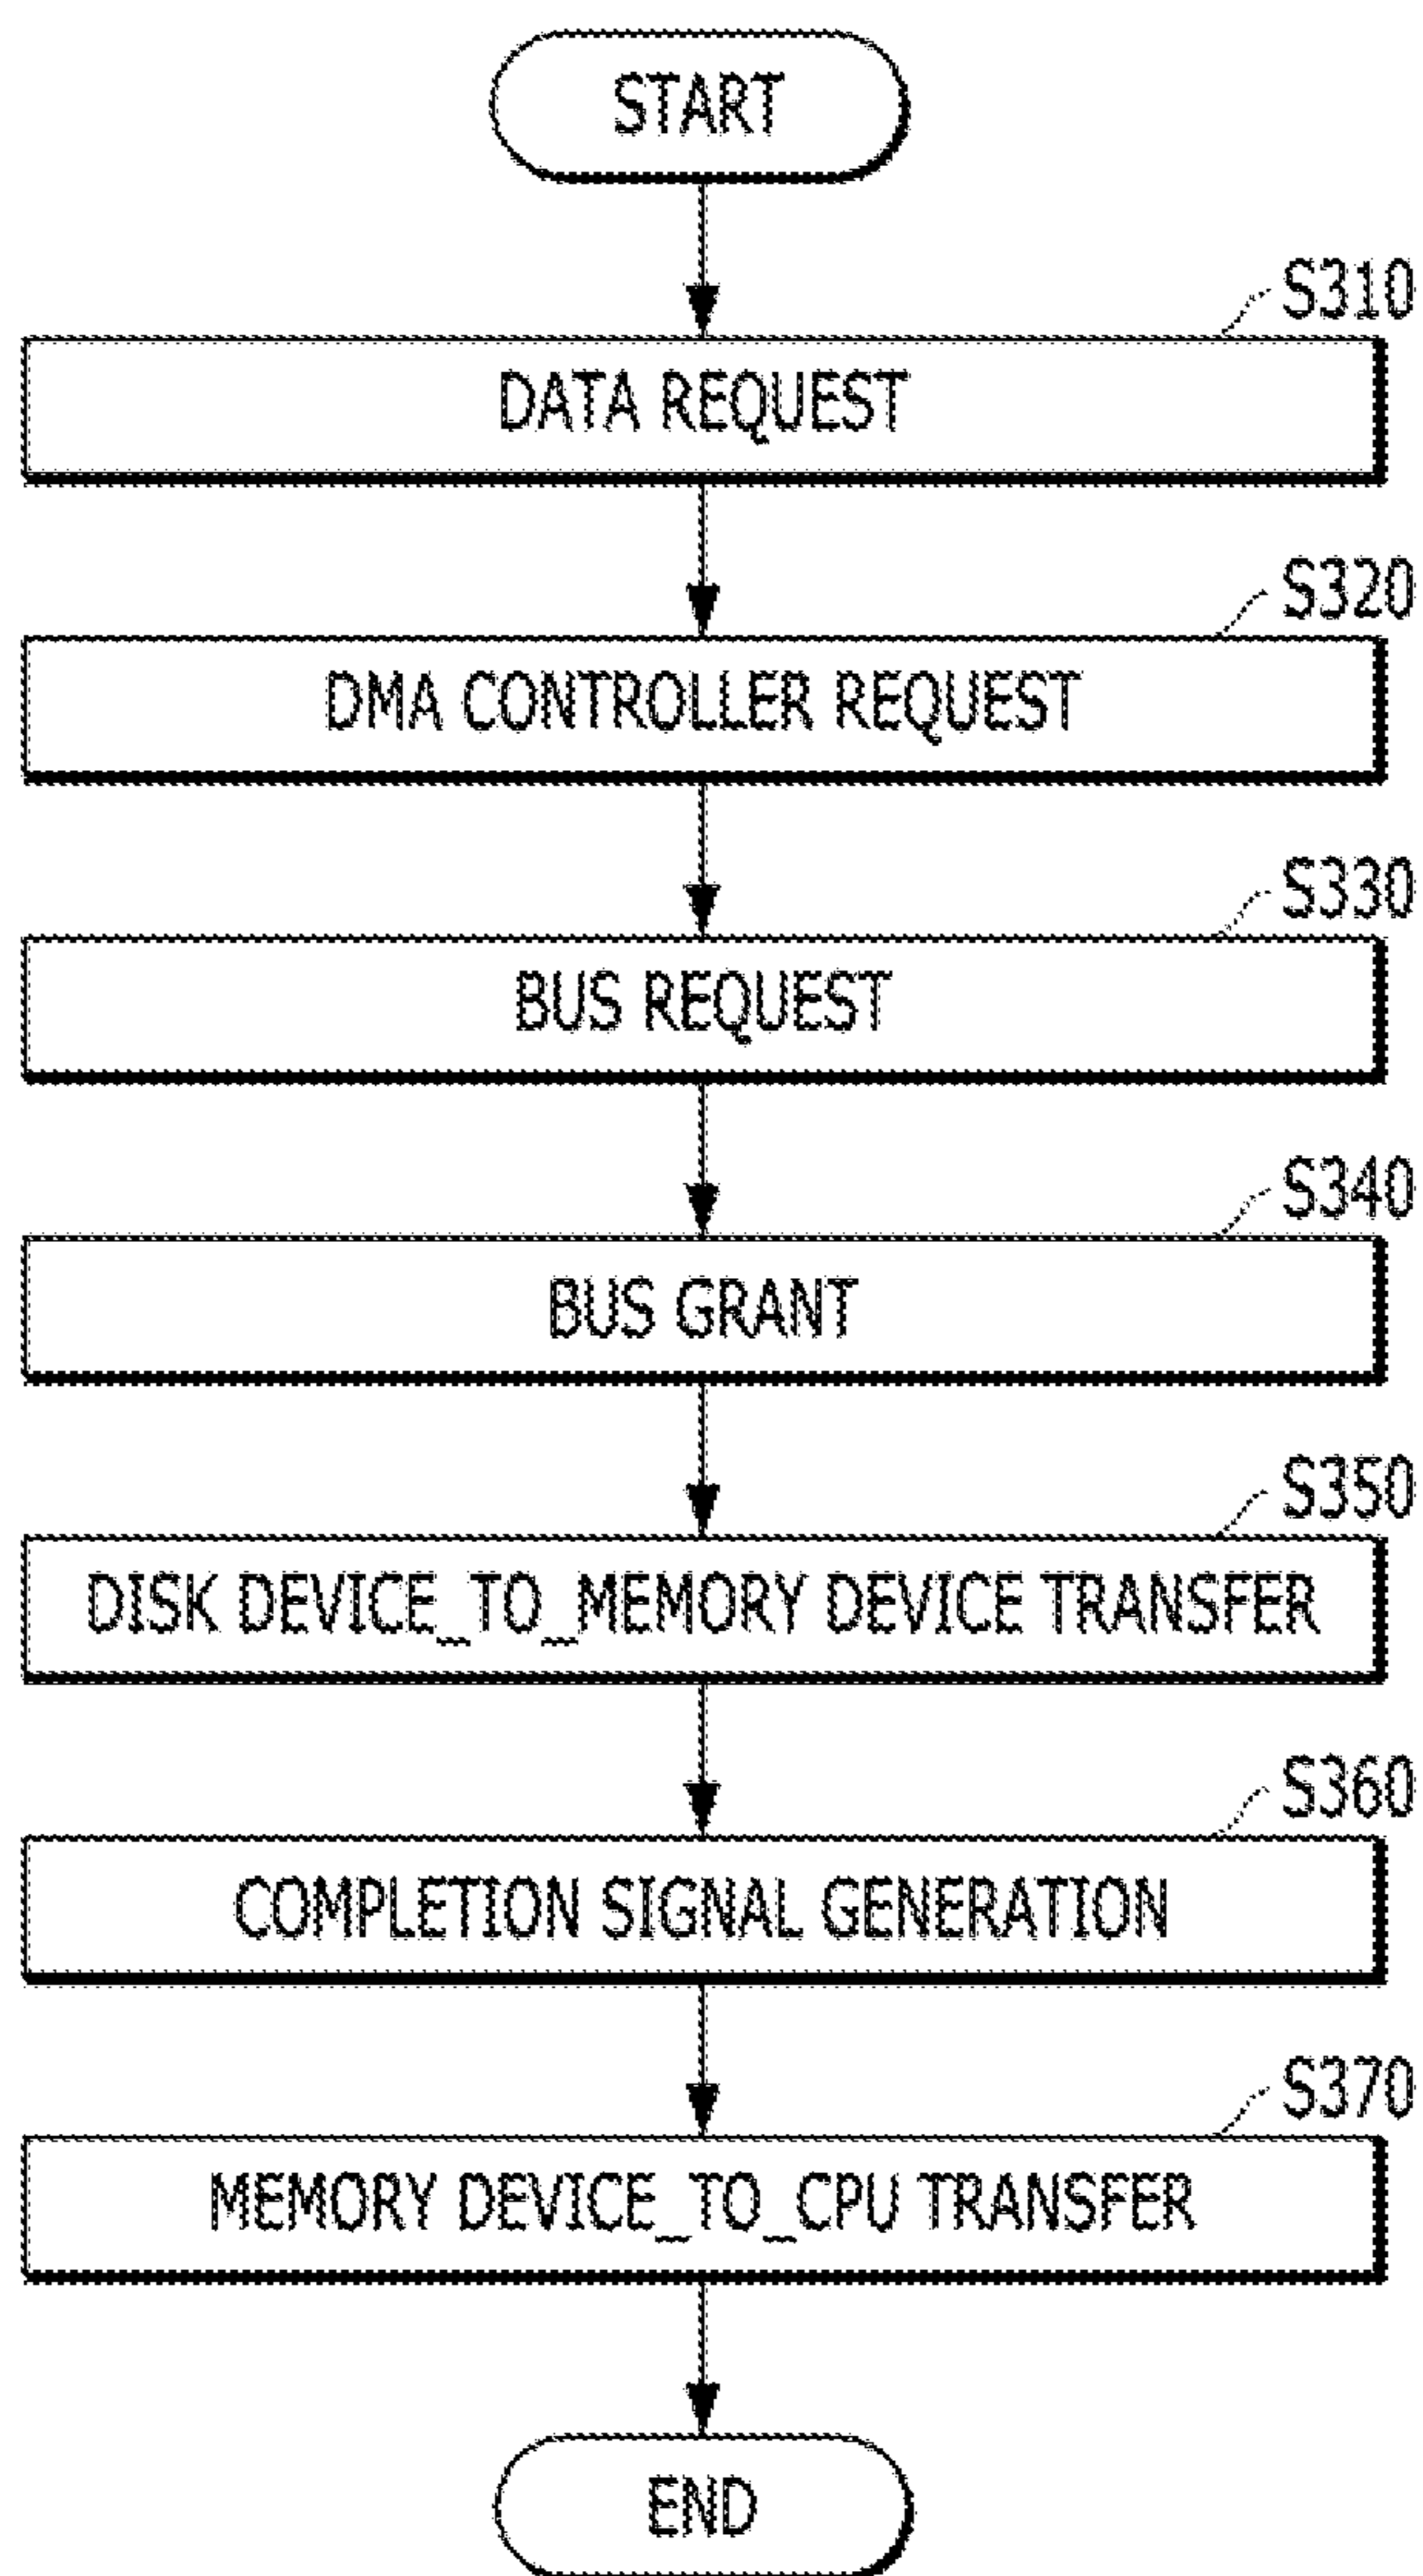 START
S310
DATA REQUEST
S320
DMA CONTROLLER REQUEST
S330
BUS REQUEST
S340
BUS GRANT
S350
DISK DEVICE_TO_MEMORY DEVICE TRANSFER
S360
COMPLETION SIGNAL GENERATION
S370
MEMORY DEVICE_TO_CPU TRANSFER
END